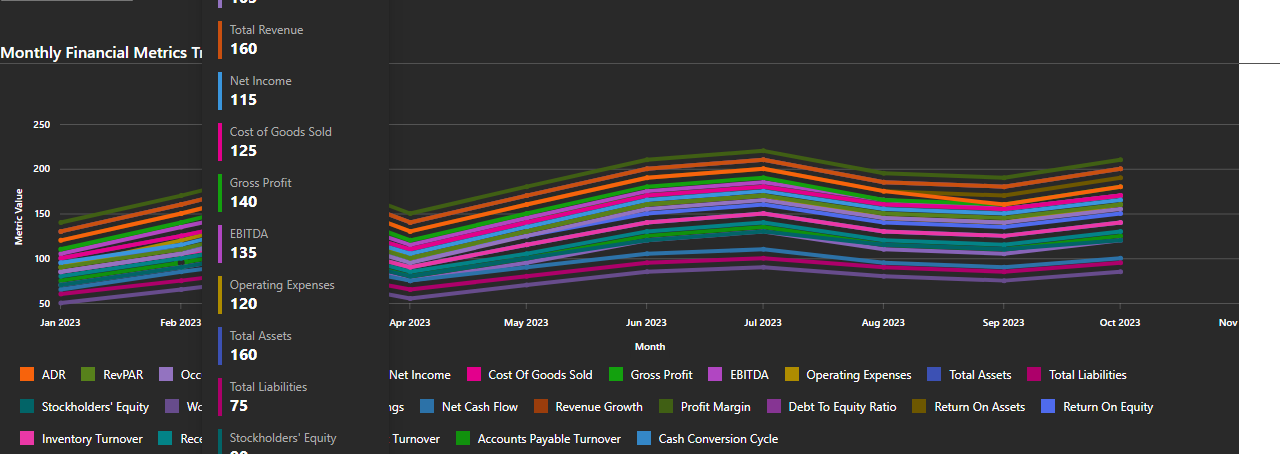 105
Total Revenue
160
Monthly Financial Metrics Tr
Net Income
115
Cost of Goods Sold
125
Gross Profit
140
EBITDA
135
Operating Expenses
120
Total Assets
160
Total Liabilities
75
Stockholders' Equity
250
200
150
100
50
Metric Value
Jan 2023 Feb 2023 Apr 2023 May 2023 Jun 2023 Jul 2023 Aug 2023 Sep 2023 Oct 2023 Nov
Month
ADR RevPAR Occ Net Income Cost Of Goods Sold Gross Profit EBITDA Operating Expenses Total Assets Total Liabilities
Stockholders' Equity Wo ngs Net Cash Flow Revenue Growth Profit Margin Debt To Equity Ratio Return On Assets Return On Equity
Inventory Turnover Rece Turnover Accounts Payable Turnover Cash Conversion Cycle